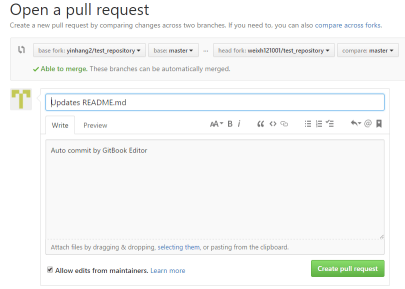 Open a pull request
Create a new pull request by comparing changes across two branches. If you need to, you can also compare across forks.
base fork: yinhang2/test_repository base: master ... head fork: weixh121001/test_repository compare: master
Able to merge. These branches can be automatically merged.
Updates README.md
Write Preview
AA B i
Auto commit by GitBook Editor
Attach files by dragging & dropping, selecting them, or pasting from the clipboard.
Allow edits from maintainers. Learn more
Create pull request